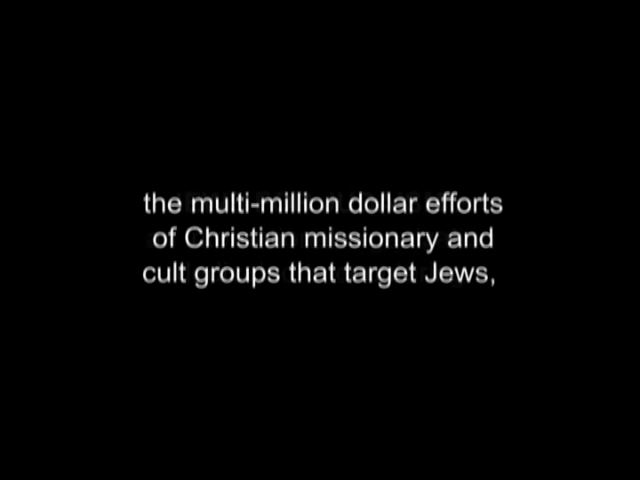 the multi-million dollar efforts
of Christian missionary and
cult groups that target Jews,